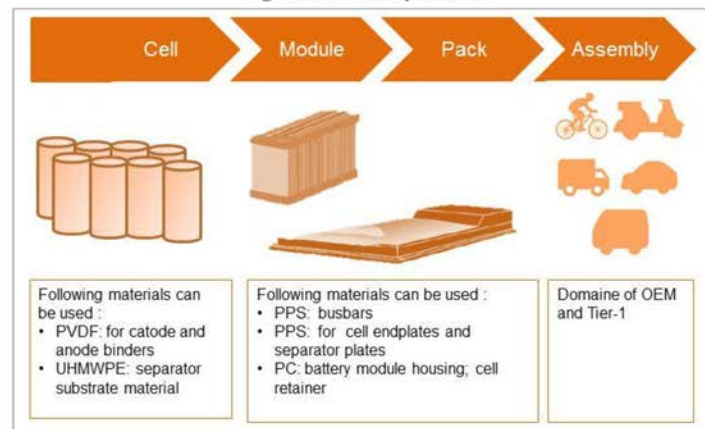 Cell
Module
Pack
Assembly
Following materials can
be used :
• PVDF: for catode and
anode binders
• UHMWPE: separator
substrate material
Following materials can be used :
• PPS: busbars
• PPS: for cell endplates and
separator plates
• PC: battery module housing; cell
retainer
Domaine of OEM
and Tier-1